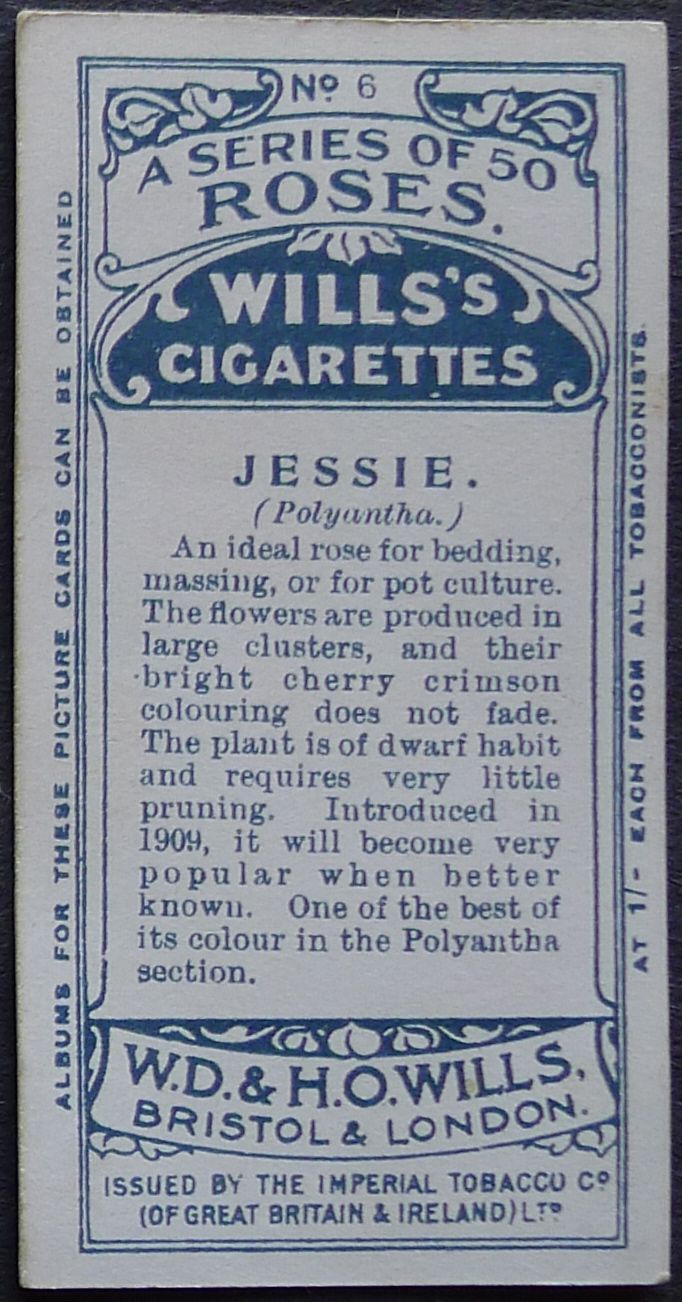 Nº 6
A SERIES OF 50
ROSES.
WILLS'S
CIGARETTES
JESSIE.
(Polyantha.)
An ideal rose for bedding,
massing, or for pot culture.
The flowers are produced in
large clusters, and their
bright cherry crimson
colouring does not fade.
The plant is of dwarf habit
and requires very little
pruning. Introduced in
1909, it will become very
popular when better
known. One of the best of
its colour in the Polyantha
section.
W.D. & H.O. WILLS,
BRISTOL & LONDON.
ISSUED BY THE IMPERIAL TOBACCO Cº
(OF GREAT BRITAIN & IRELAND) LTᴰ
ALBUMS FOR THESE PICTURE CARDS CAN BE OBTAINED
AT 1/- EACH FROM ALL TOBACCONISTS.